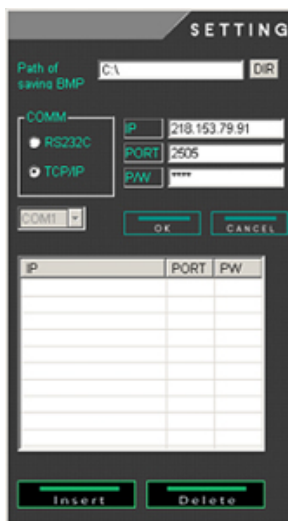 SETTING
Path of
saving BMP
C:\
DIR
COMM
RS232C
TCP/IP
IP
218.153.79.91
PORT
2505
P/W
****
COM1
OK
CANCEL
IP PORT PW
Insert
Delete